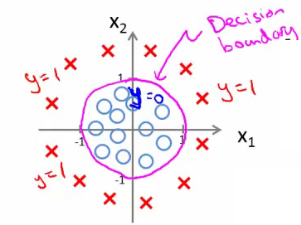 x₂
Decision
boundary
1
y=1
y=0
y=1
-1
1
x₁
y=1
-1